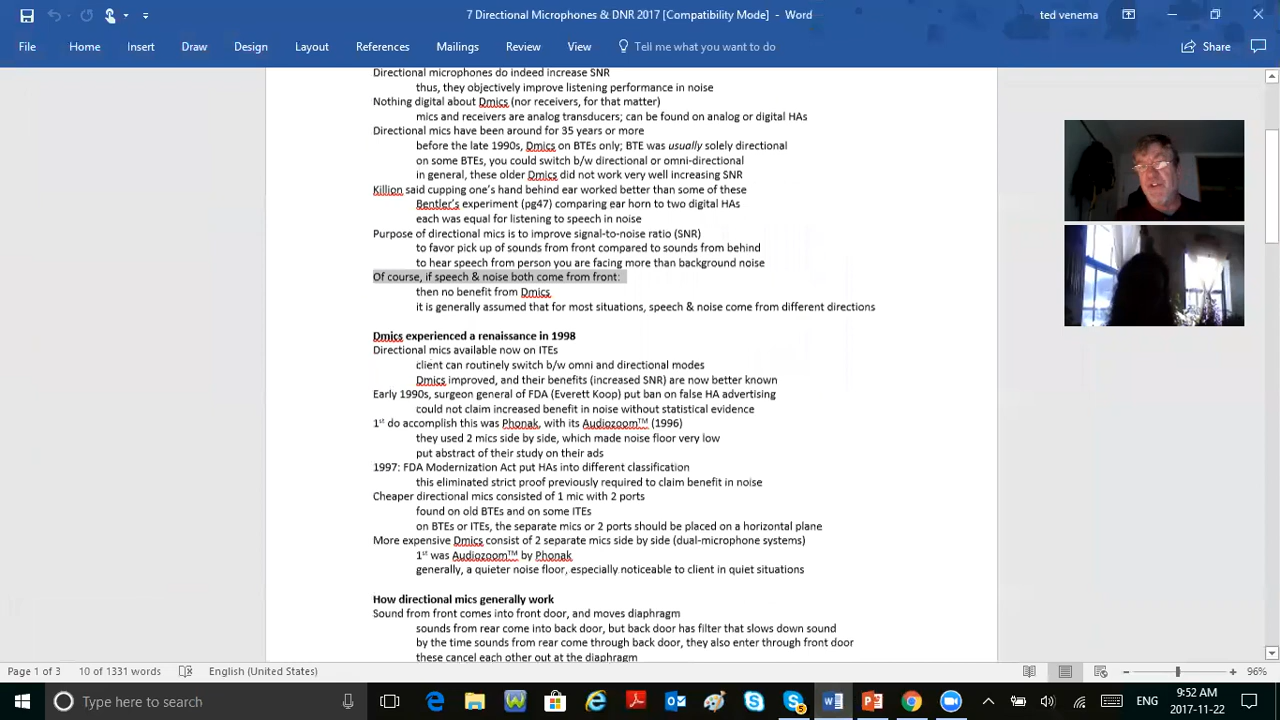 7 Directional Microphones & DNR 2017 [Compatibility Mode] - Word
ted venema
File Home Insert Draw Design Layout References Mailings Review View Tell me what you want to do Share
Directional microphones do indeed increase SNR
thus, they objectively improve listening performance in noise
Nothing digital about Dmics (nor receivers, for that matter)
mics and receivers are analog transducers; can be found on analog or digital HAs
Directional mics have been around for 35 years or more
before the late 1990s, Dmics on BTEs only; BTE was usually solely directional
on some BTEs, you could switch b/w directional or omni-directional
in general, these older Dmics did not work very well increasing SNR
Killion said cupping one's hand behind ear worked better than some of these
Bentler's experiment (pg47) comparing ear horn to two digital HAs
each was equal for listening to speech in noise
Purpose of directional mics is to improve signal-to-noise ratio (SNR)
to favor pick up of sounds from front compared to sounds from behind
to hear speech from person you are facing more than background noise
Of course, if speech & noise both come from front:
then no benefit from Dmics
it is generally assumed that for most situations, speech & noise come from different directions
Dmics experienced a renaissance in 1998
Directional mics available now on ITEs
client can routinely switch b/w omni and directional modes
Dmics improved, and their benefits (increased SNR) are now better known
Early 1990s, surgeon general of FDA (Everett Koop) put ban on false HA advertising
could not claim increased benefit in noise without statistical evidence
1st do accomplish this was Phonak, with its Audiozoom™ (1996)
they used 2 mics side by side, which made noise floor very low
put abstract of their study on their ads
1997: FDA Modernization Act put HAs into different classification
this eliminated strict proof previously required to claim benefit in noise
Cheaper directional mics consisted of 1 mic with 2 ports
found on old BTEs and on some ITEs
on BTEs or ITEs, the separate mics or 2 ports should be placed on a horizontal plane
More expensive Dmics consist of 2 separate mics side by side (dual-microphone systems)
1st was Audiozoom™ by Phonak
generally, a quieter noise floor, especially noticeable to client in quiet situations
How directional mics generally work
Sound from front comes into front door, and moves diaphragm
sounds from rear come into back door, but back door has filter that slows down sound
by the time sounds from rear come through back door, they also enter through front door
these cancel each other out at the diaphragm
Page 1 of 3 10 of 1331 words English (United States) 96%
Type here to search
ENG
9:52 AM
2017-11-22